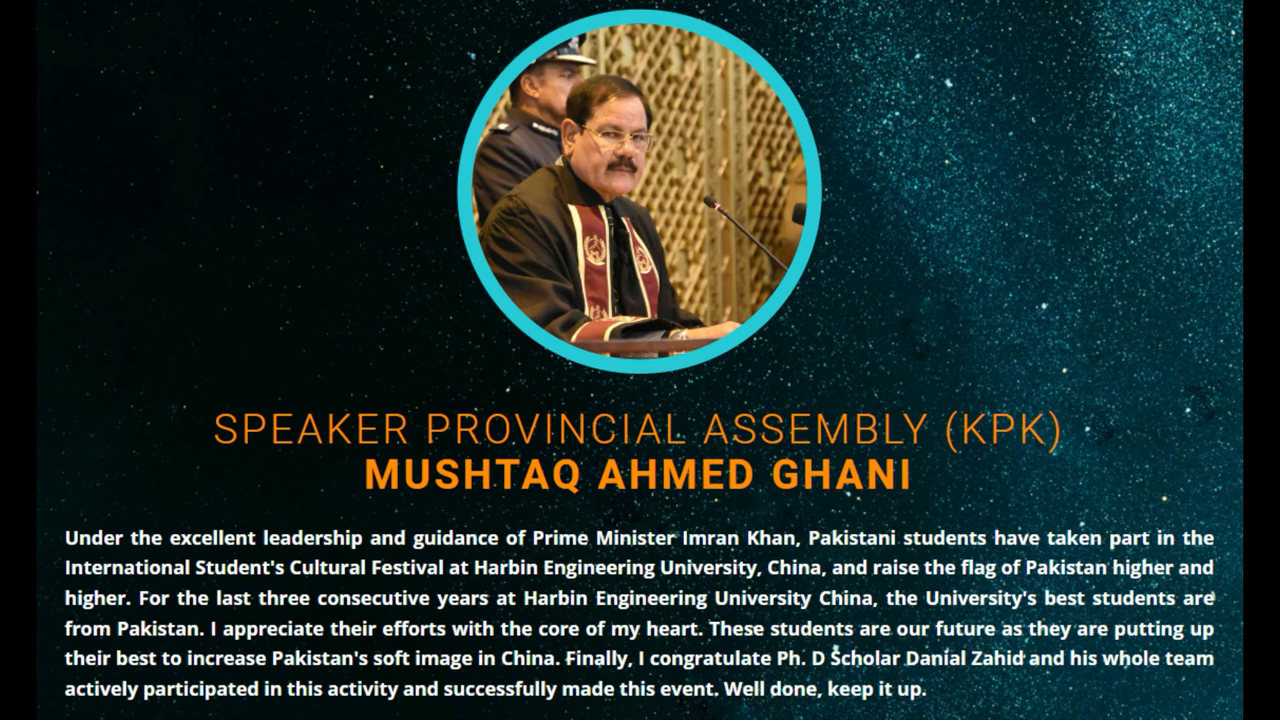 SPEAKER PROVINCIAL ASSEMBLY (KPK)
MUSHTAQ AHMED GHANI
Under the excellent leadership and guidance of Prime Minister Imran Khan, Pakistani students have taken part in the
International Student's Cultural Festival at Harbin Engineering University, China, and raise the flag of Pakistan higher and
higher. For the last three consecutive years at Harbin Engineering University China, the University's best students are
from Pakistan. I appreciate their efforts with the core of my heart. These students are our future as they are putting up
their best to increase Pakistan's soft image in China. Finally, I congratulate Ph. D Scholar Danial Zahid and his whole team
actively participated in this activity and successfully made this event. Well done, keep it up.